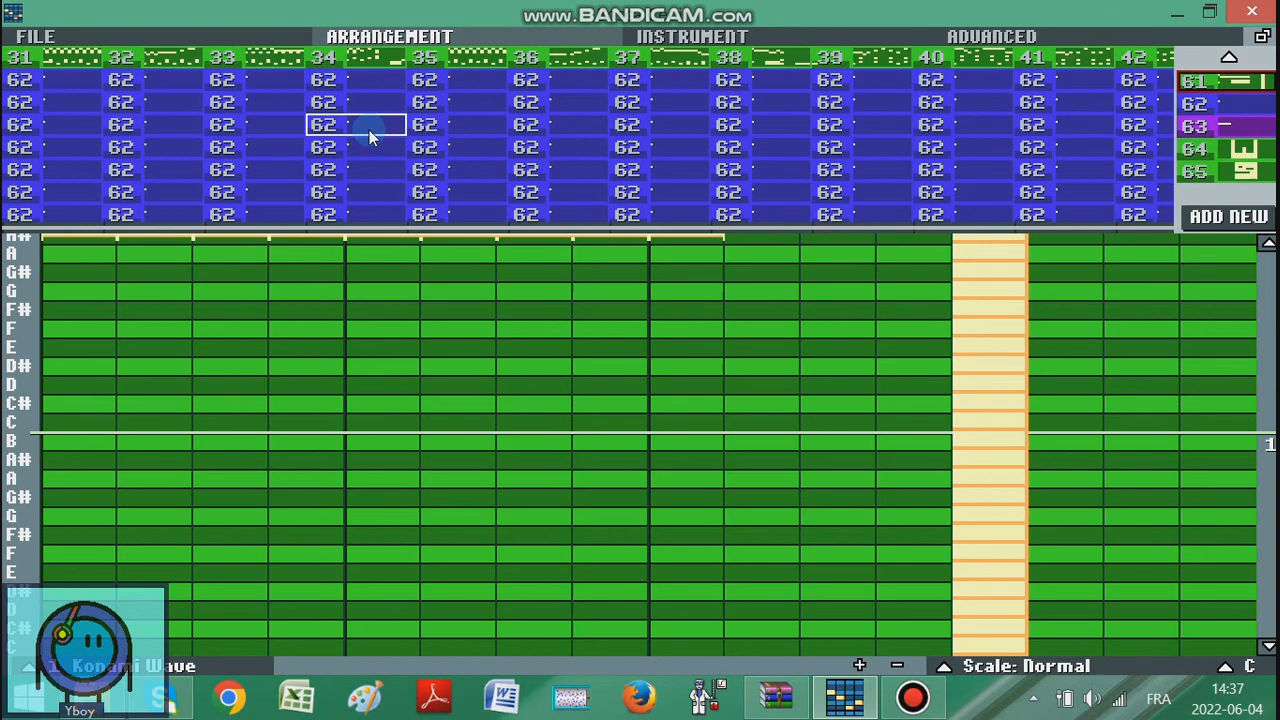 www.BANDICAM.com
FILE ARRANGEMENT INSTRUMENT ADVANCED
31 32 33 34 35 36 37 38 39 40 41 42
62 62 62 62 62 62 62 62 62 62 62 62 61
62 62 62 62 62 62 62 62 62 62 62 62 62
62 62 62 62 62 62 62 62 62 62 62 62 63
62 62 62 62 62 62 62 62 62 62 62 62 64
62 62 62 62 62 62 62 62 62 62 62 62 65
62 62 62 62 62 62 62 62 62 62 62 62
62 62 62 62 62 62 62 62 62 62 62 62 ADD NEW
A#
A
G#
G
F#
F
E
D#
D
C#
C
B 1
A#
A
G#
G
F#
F
E
D#
D
C#
C
1. Konami Wave + - Scale: Normal C
Yboy
FRA 14:37
2022-06-04